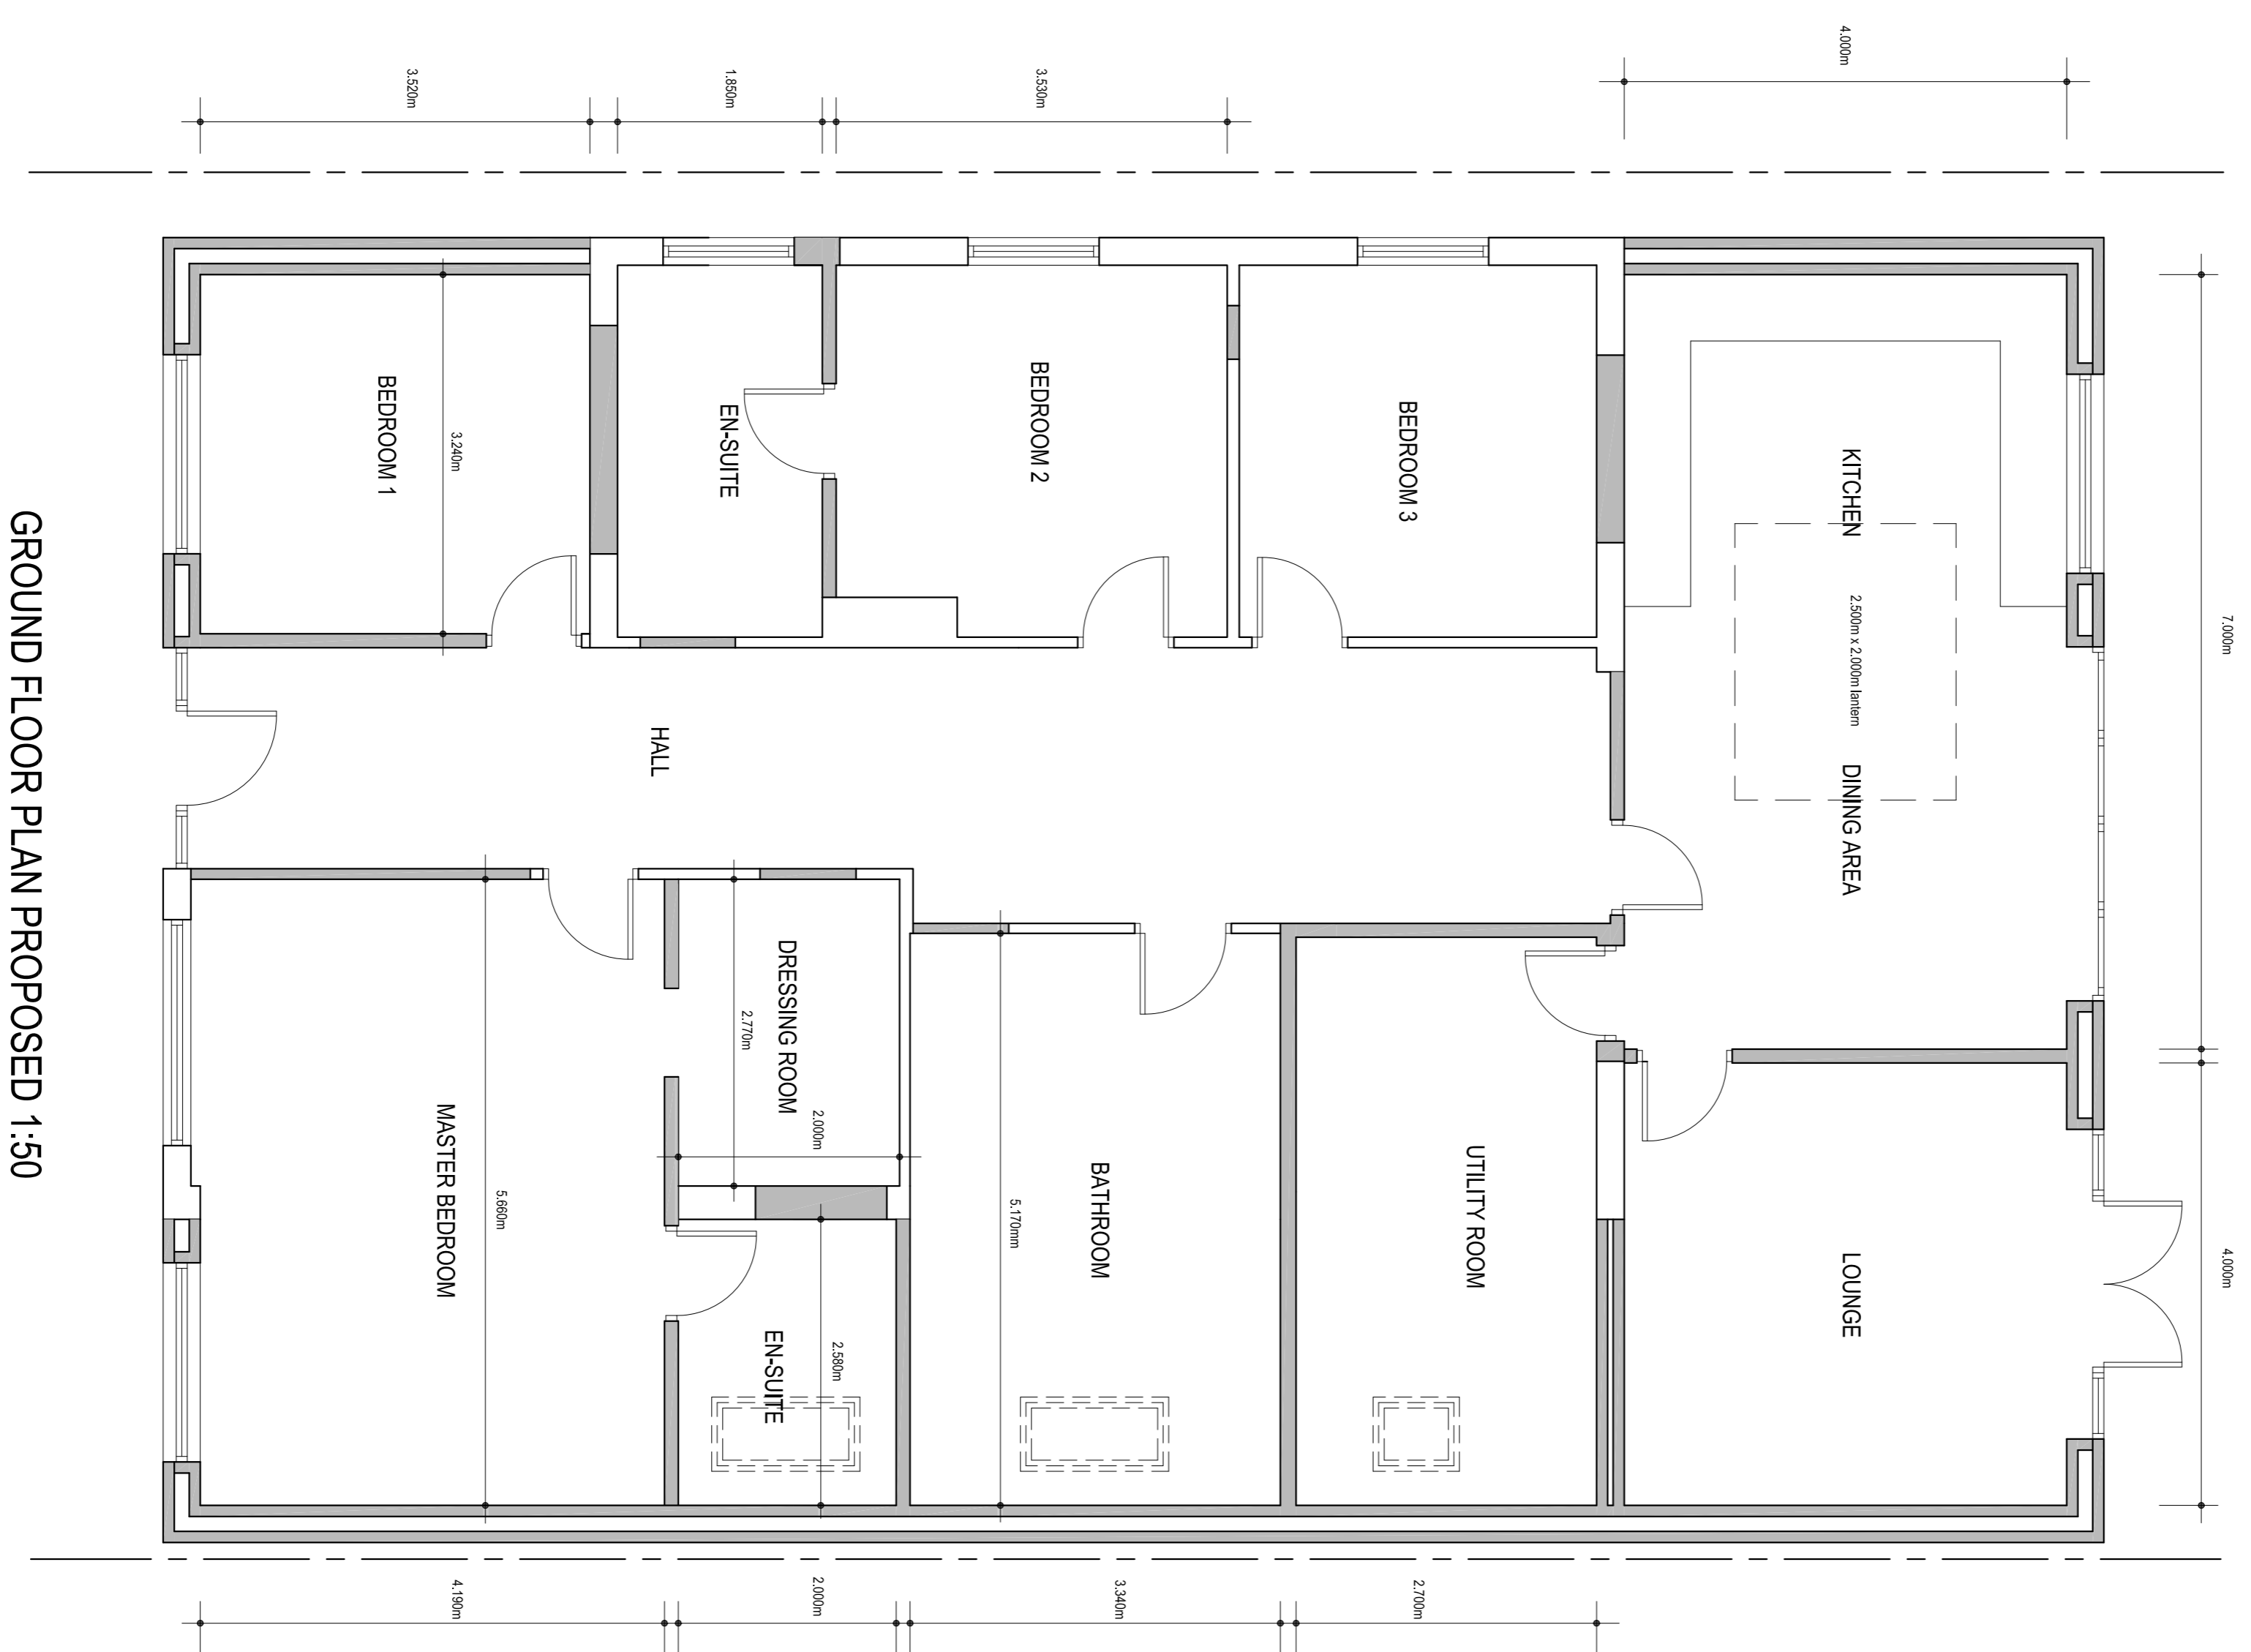 4.000m
3.520m
1.850m
3.530m
BEDROOM 1
3.240m
EN-SUITE
BEDROOM 2
BEDROOM 3
KITCHEN
2.500m x 2.000m lantern
DINING AREA
7.000m
HALL
GROUND FLOOR PLAN PROPOSED 1:50
MASTER BEDROOM
5.660m
DRESSING ROOM
2.770m
2.000m
EN-SUITE
2.580m
BATHROOM
5.170mm
UTILITY ROOM
LOUNGE
4.000m
4.190m
2.000m
3.340m
2.700m